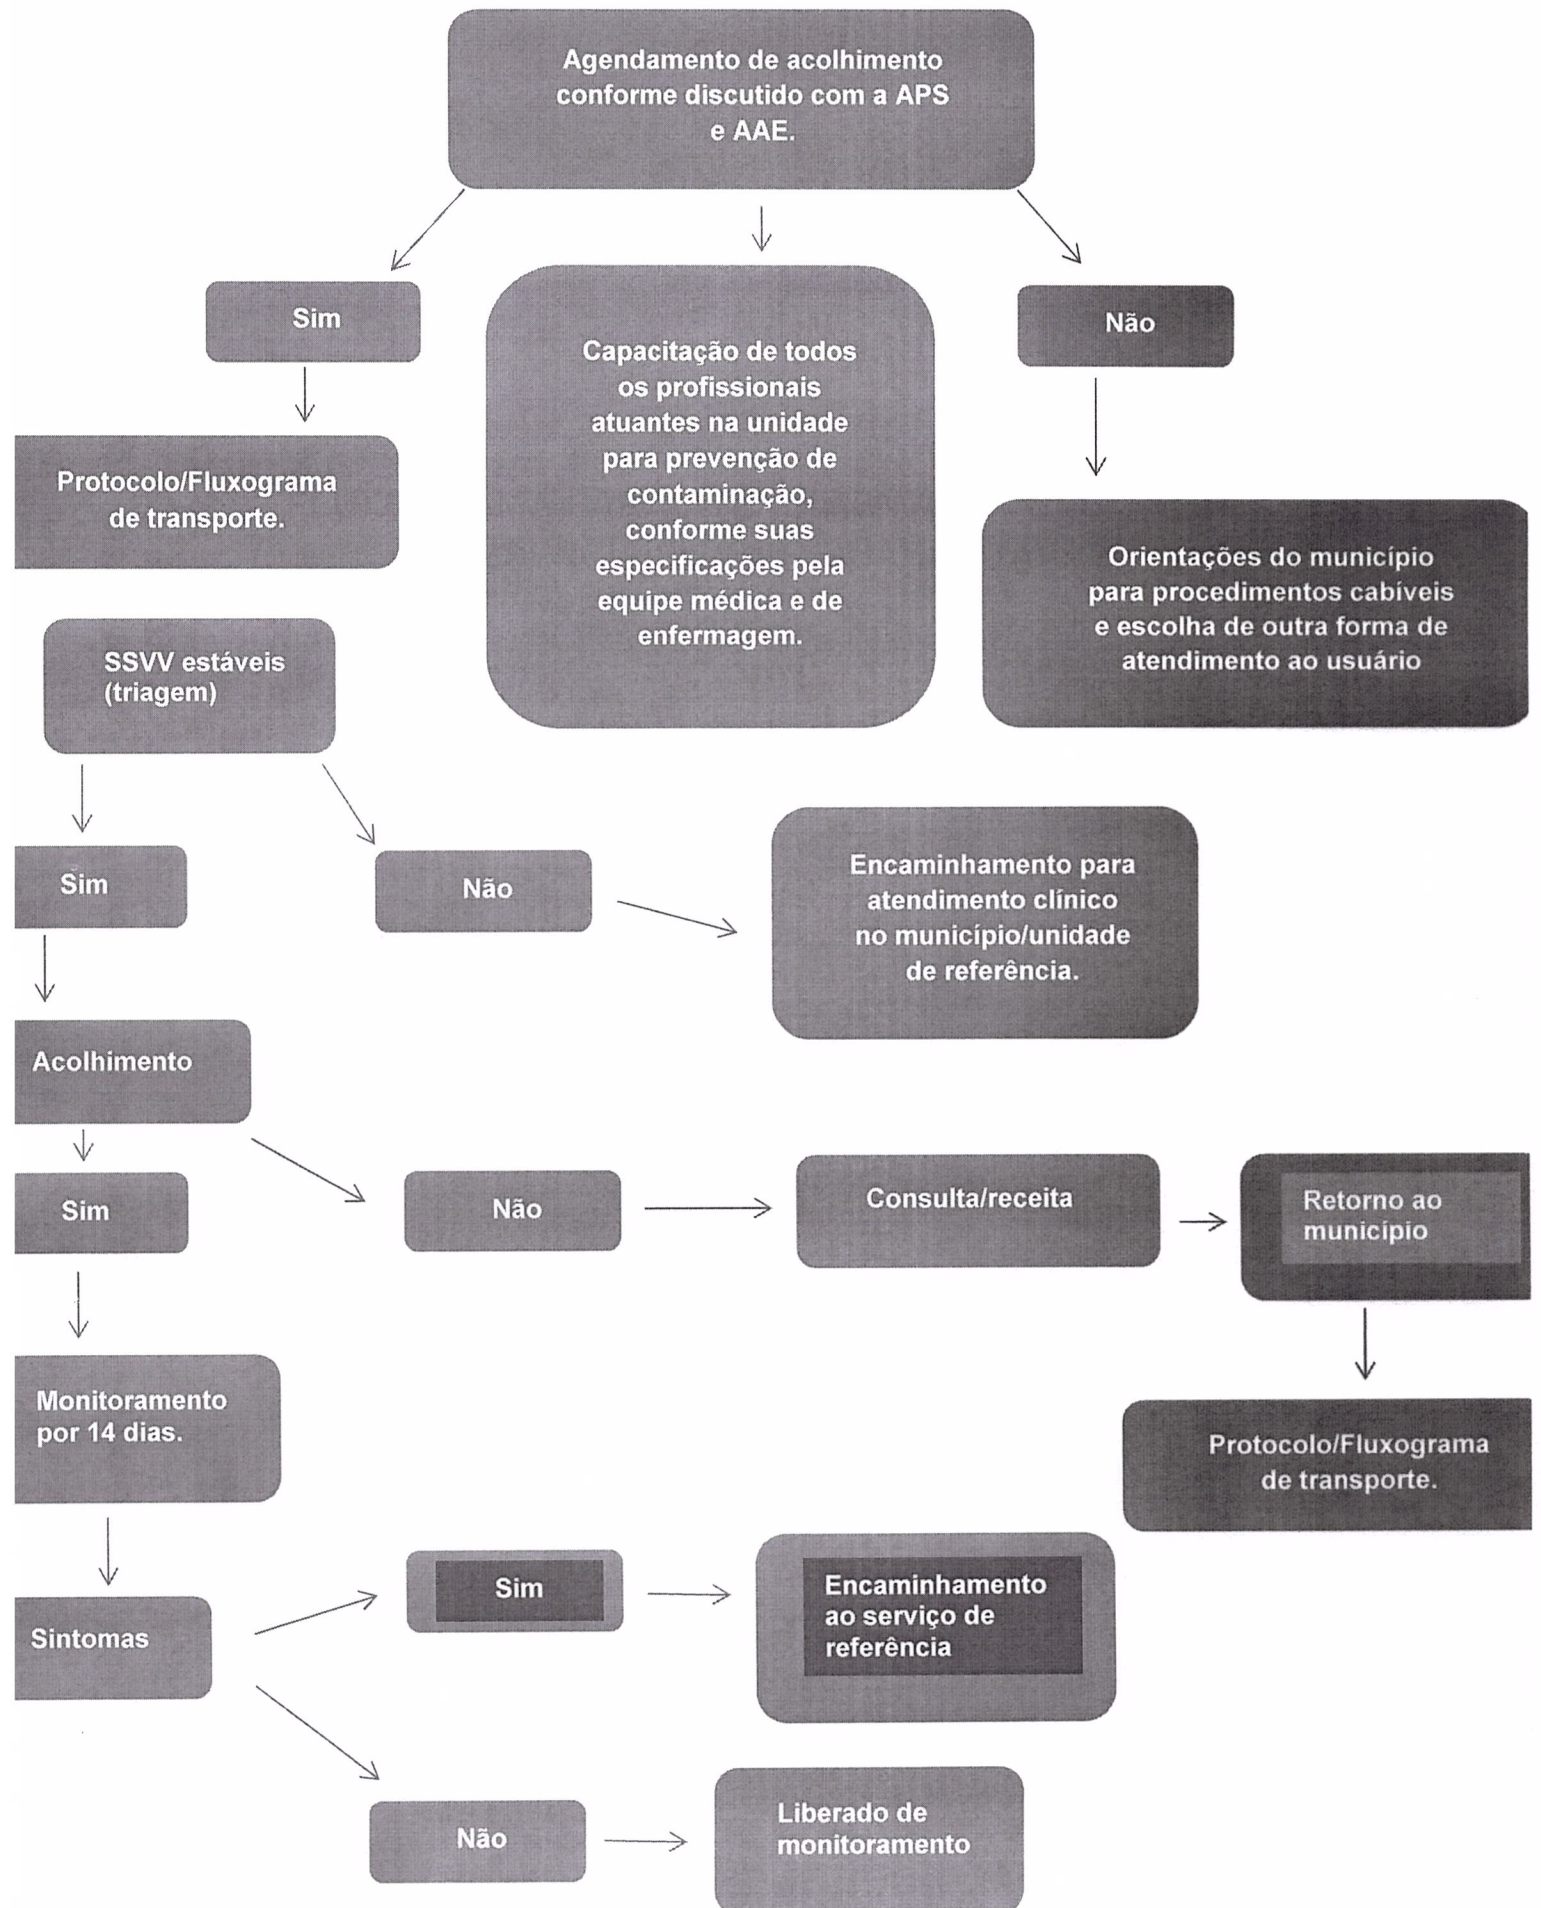 Agendamento de acolhimento
conforme discutido com a APS
e AAE.
Sim
Não
Capacitação de todos
os profissionais
atuantes na unidade
para prevenção de
contaminação,
conforme suas
especificações pela
equipe médica e de
enfermagem.
Protocolo/Fluxograma
de transporte.
Orientações do município
para procedimentos cabíveis
e escolha de outra forma de
atendimento ao usuário
SSVV estáveis
(triagem)
Sim
Não
Encaminhamento para
atendimento clínico
no município/unidade
de referência.
Acolhimento
Sim
Não
Consulta/receita
Retorno ao
município
Monitoramento
por 14 dias.
Protocolo/Fluxograma
de transporte.
Sintomas
Sim
Encaminhamento
ao serviço de
referência
Não
Liberado de
monitoramento